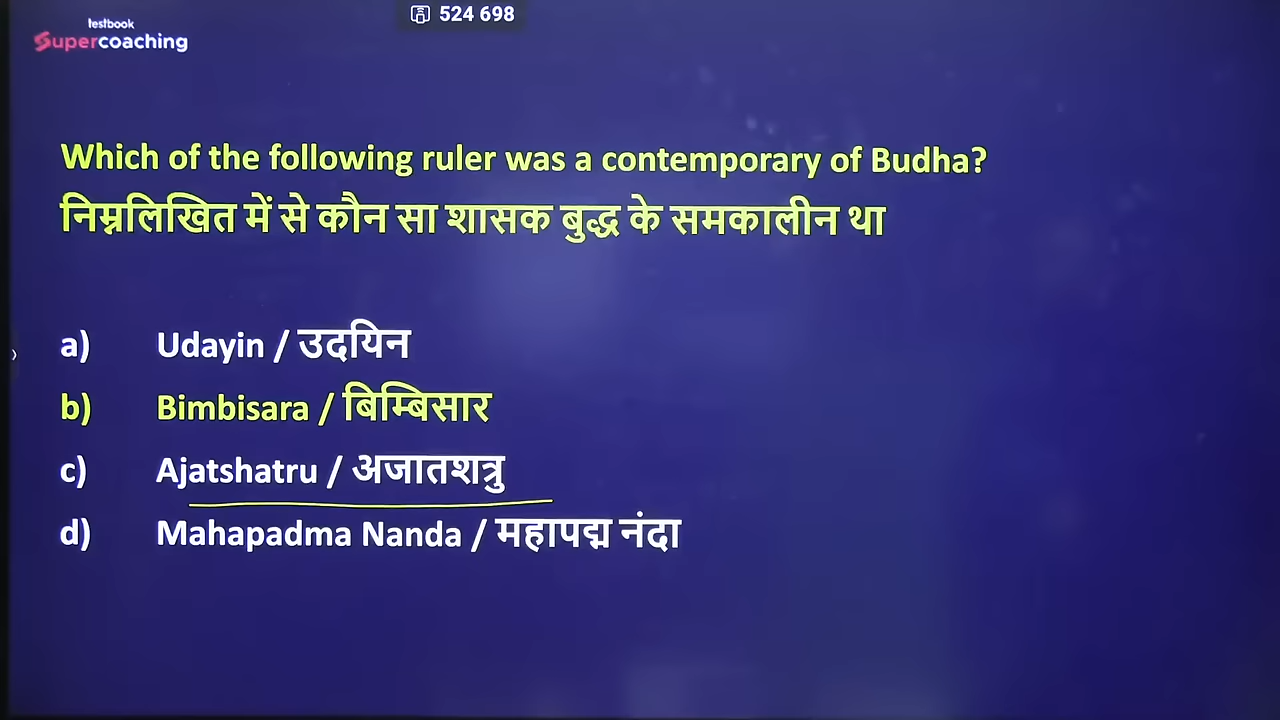 524 698
testbook
Supercoaching
Which of the following ruler was a contemporary of Budha?
निम्नलिखित में से कौन सा शासक बुद्ध के समकालीन था
a) Udayin / उदयिन
b) Bimbisara / बिम्बिसार
c) Ajatshatru / अजातशत्रु
d) Mahapadma Nanda / महापद्म नंदा